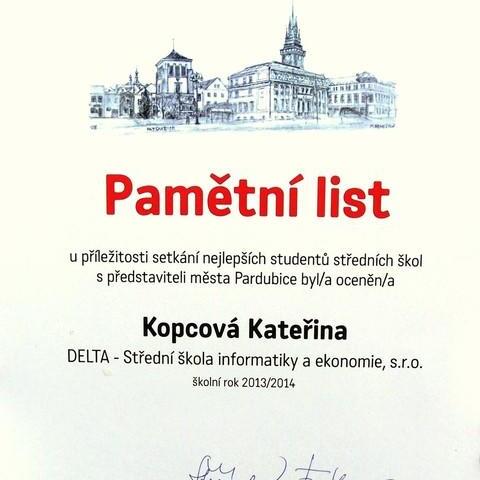 Pamětní list
u příležitosti setkání nejlepších studentů středních škol
s představiteli města Pardubice byl/a oceněn/a
Kopcová Kateřina
DELTA - Střední škola informatiky a ekonomie, s.r.o.
školní rok 2013/2014